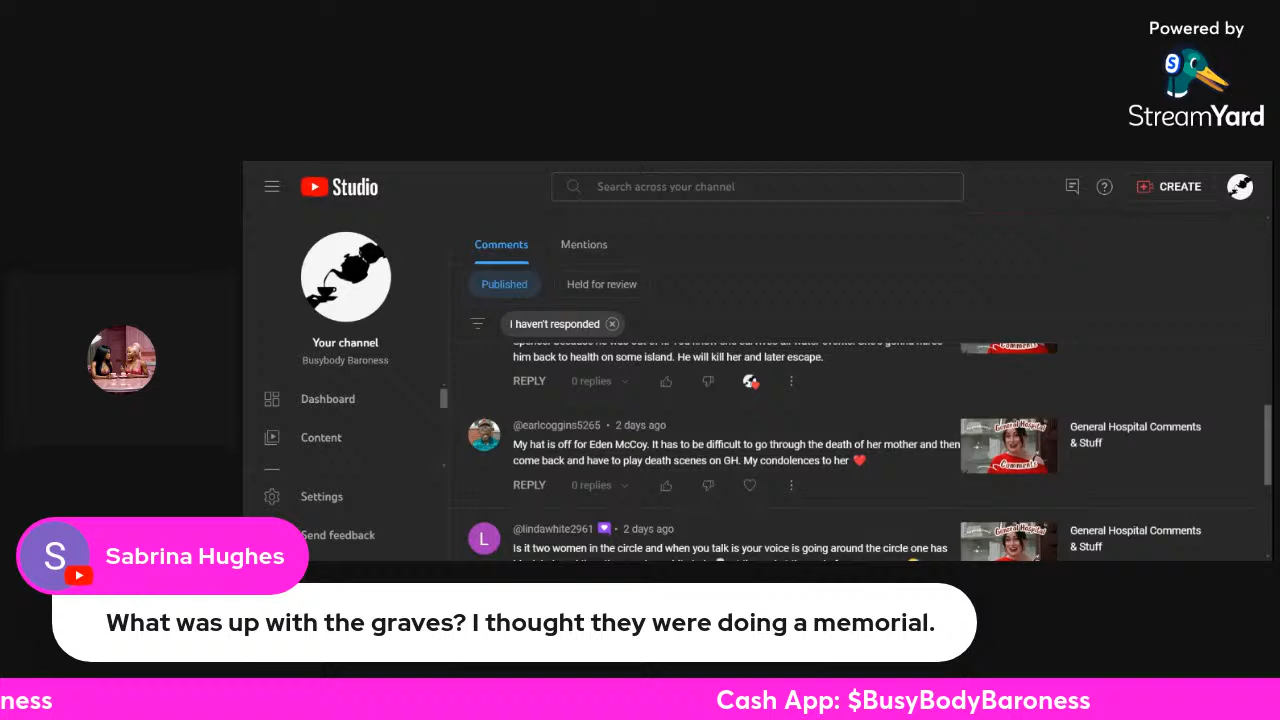 Powered by
S
StreamYard
Studio
Search across your channel
?
CREATE
Your channel
Busybody Baroness
Dashboard
Content
Settings
Send feedback
Comments
Mentions
Published
Held for review
I haven't responded
him back to health on some island. He will kill her and later escape.
REPLY 0 replies
Comments
@earlcoggins5265 • 2 days ago
My hat is off for Eden McCoy. It has to be difficult to go through the death of her mother and then
come back and have to play death scenes on GH. My condolences to her ❤️
REPLY 0 replies
General Hospital
Comments
General Hospital Comments
& Stuff
L
@lindawhite2961 • 2 days ago
Is it two women in the circle and when you talk is your voice is going around the circle one has
General Hospital
General Hospital Comments
& Stuff
S
Sabrina Hughes
What was up with the graves? I thought they were doing a memorial.
ness
Cash App: $BusyBodyBaroness